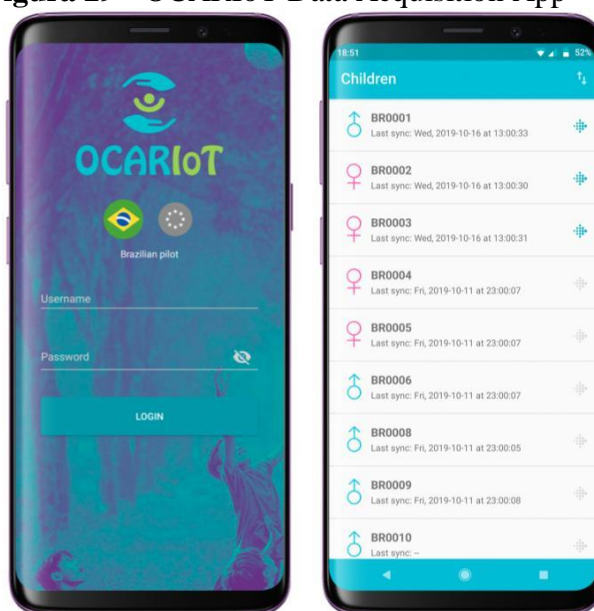 Figura – OCARIoT Data Acquisition App
OCARIoT
Brazilian pilot
Username
Password
LOGIN
18:51 52%
Children
BR0001
Last sync: Wed, 2019-10-16 at 13:00:33
BR0002
Last sync: Wed, 2019-10-16 at 13:00:30
BR0003
Last sync: Wed, 2019-10-16 at 13:00:31
BR0004
Last sync: Fri, 2019-10-11 at 23:00:07
BR0005
Last sync: Fri, 2019-10-11 at 23:00:07
BR0006
Last sync: Fri, 2019-10-11 at 23:00:07
BR0008
Last sync: Fri, 2019-10-11 at 23:00:05
BR0009
Last sync: Fri, 2019-10-11 at 23:00:08
BR0010
Last sync: --